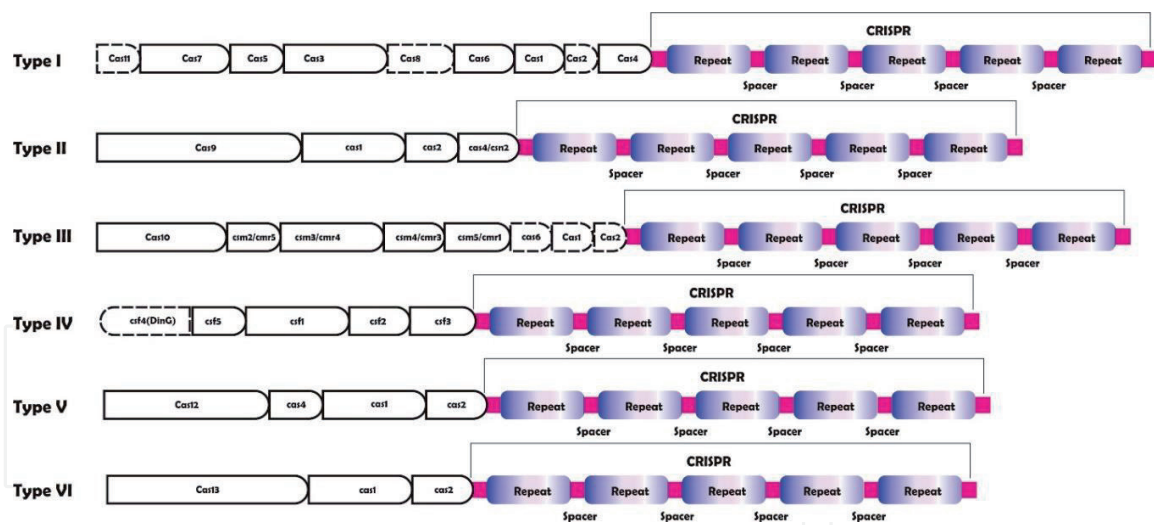 CRISPR
Type I Cas11 Cas7 Cas5 Cas3 Cas8 Cas6 Cas1 Cas2 Cas4 Repeat Repeat Repeat Repeat Repeat
Spacer Spacer Spacer Spacer
CRISPR
Type II Cas9 cas1 cas2 cas4/csn2 Repeat Repeat Repeat Repeat Repeat
Spacer Spacer Spacer Spacer
CRISPR
Type III Cas10 csm2/cmr5 csm3/cmr4 csm4/cmr3 csm5/cmr1 cas6 Cas1 Cas2 Repeat Repeat Repeat Repeat Repeat
Spacer Spacer Spacer Spacer
CRISPR
Type IV csf4(DinG) csf5 csf1 csf2 csf3 Repeat Repeat Repeat Repeat Repeat
Spacer Spacer Spacer Spacer
CRISPR
Type V Cas12 cas4 cas1 cas2 Repeat Repeat Repeat Repeat Repeat
Spacer Spacer Spacer Spacer
CRISPR
Type VI Cas13 cas1 cas2 Repeat Repeat Repeat Repeat Repeat
Spacer Spacer Spacer Spacer